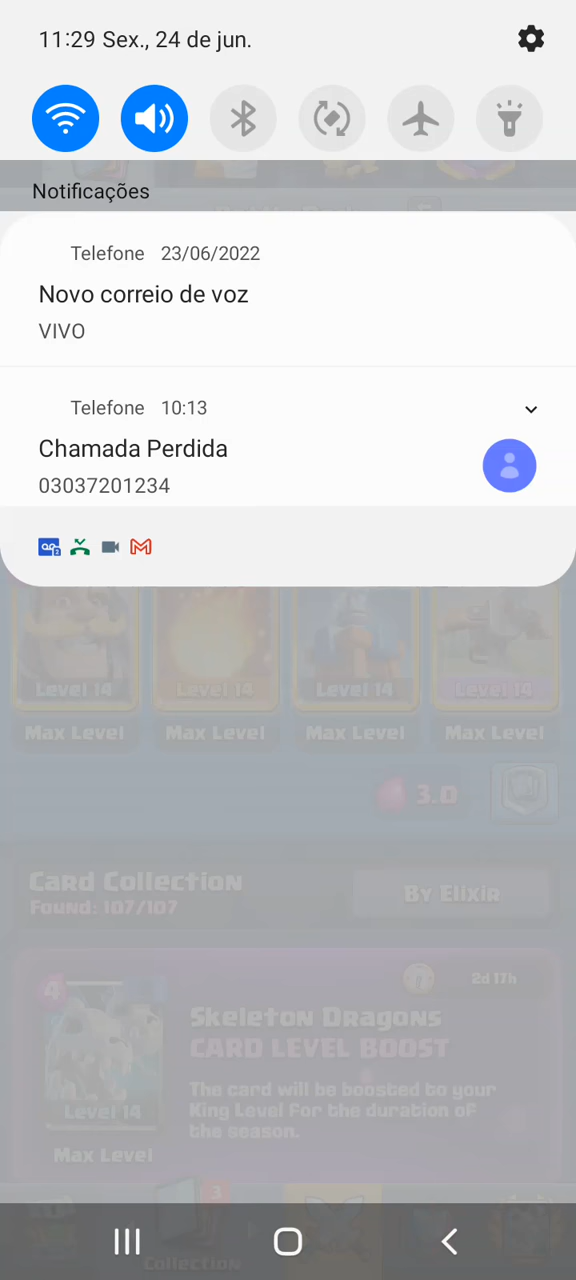 11:29 Sex., 24 de jun.
Notificações
Telefone 23/06/2022
Novo correio de voz
VIVO
Telefone 10:13
Chamada Perdida
03037201234
Level 14 Level 14 Level 14 Level 14
Max Level Max Level Max Level Max Level
3.0
Card Collection
Found: 107/107
By Elixir
4
2d 17h
Skeleton Dragons
CARD LEVEL BOOST
The card will be boosted to your
King Level for the duration of
the season.
Level 14
Max Level
3
Collection